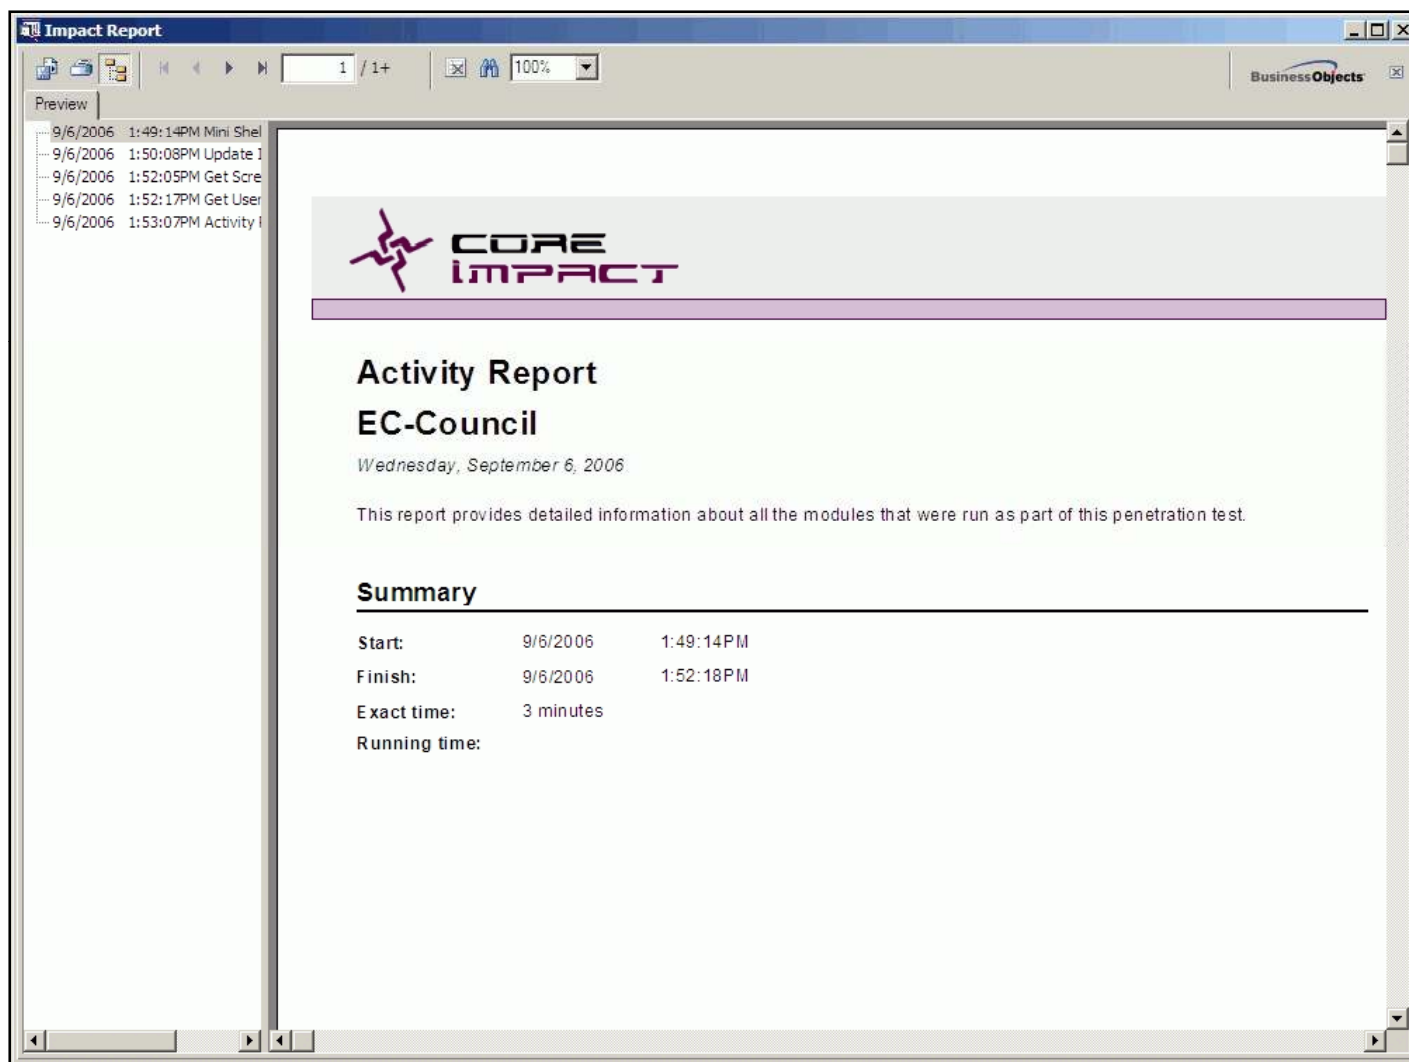 Impact Report
1 / 1+ 100%
BusinessObjects
Preview
9/6/2006 1:49:14PM Mini Shel
9/6/2006 1:50:08PM Update
9/6/2006 1:52:05PM Get Scre
9/6/2006 1:52:17PM Get User
9/6/2006 1:53:07PM Activity
CORE
IMPACT
Activity Report
EC-Council
Wednesday, September 6, 2006
This report provides detailed information about all the modules that were run as part of this penetration test.
Summary
Start: 9/6/2006 1:49:14PM
Finish: 9/6/2006 1:52:18PM
Exact time: 3 minutes
Running time: